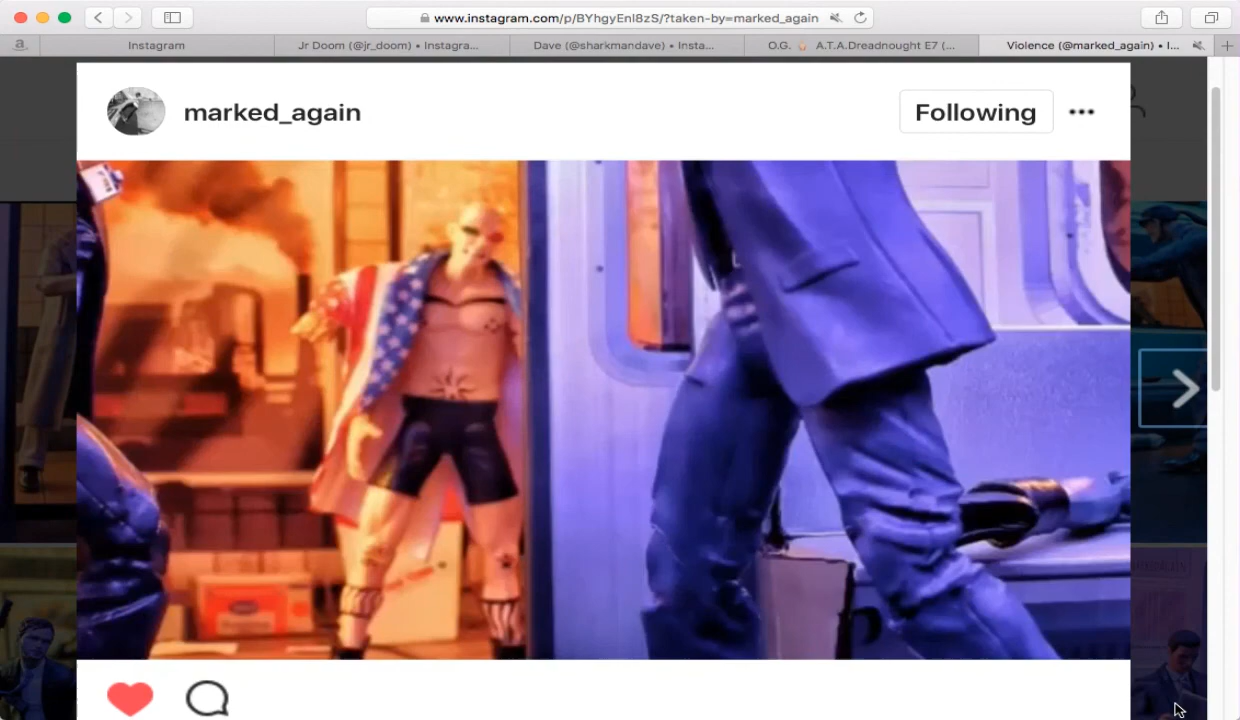 www.instagram.com/p/BYhgyEnl8zS/?taken-by=marked_again
a
Instagram
Jr Doom (@jr_doom) • Instagra...
Dave (@sharkmandave) • Insta...
O.G. 🔥 A.T.A.Dreadnought E7 (...
Violence (@marked_again) • I...
marked_again
Following